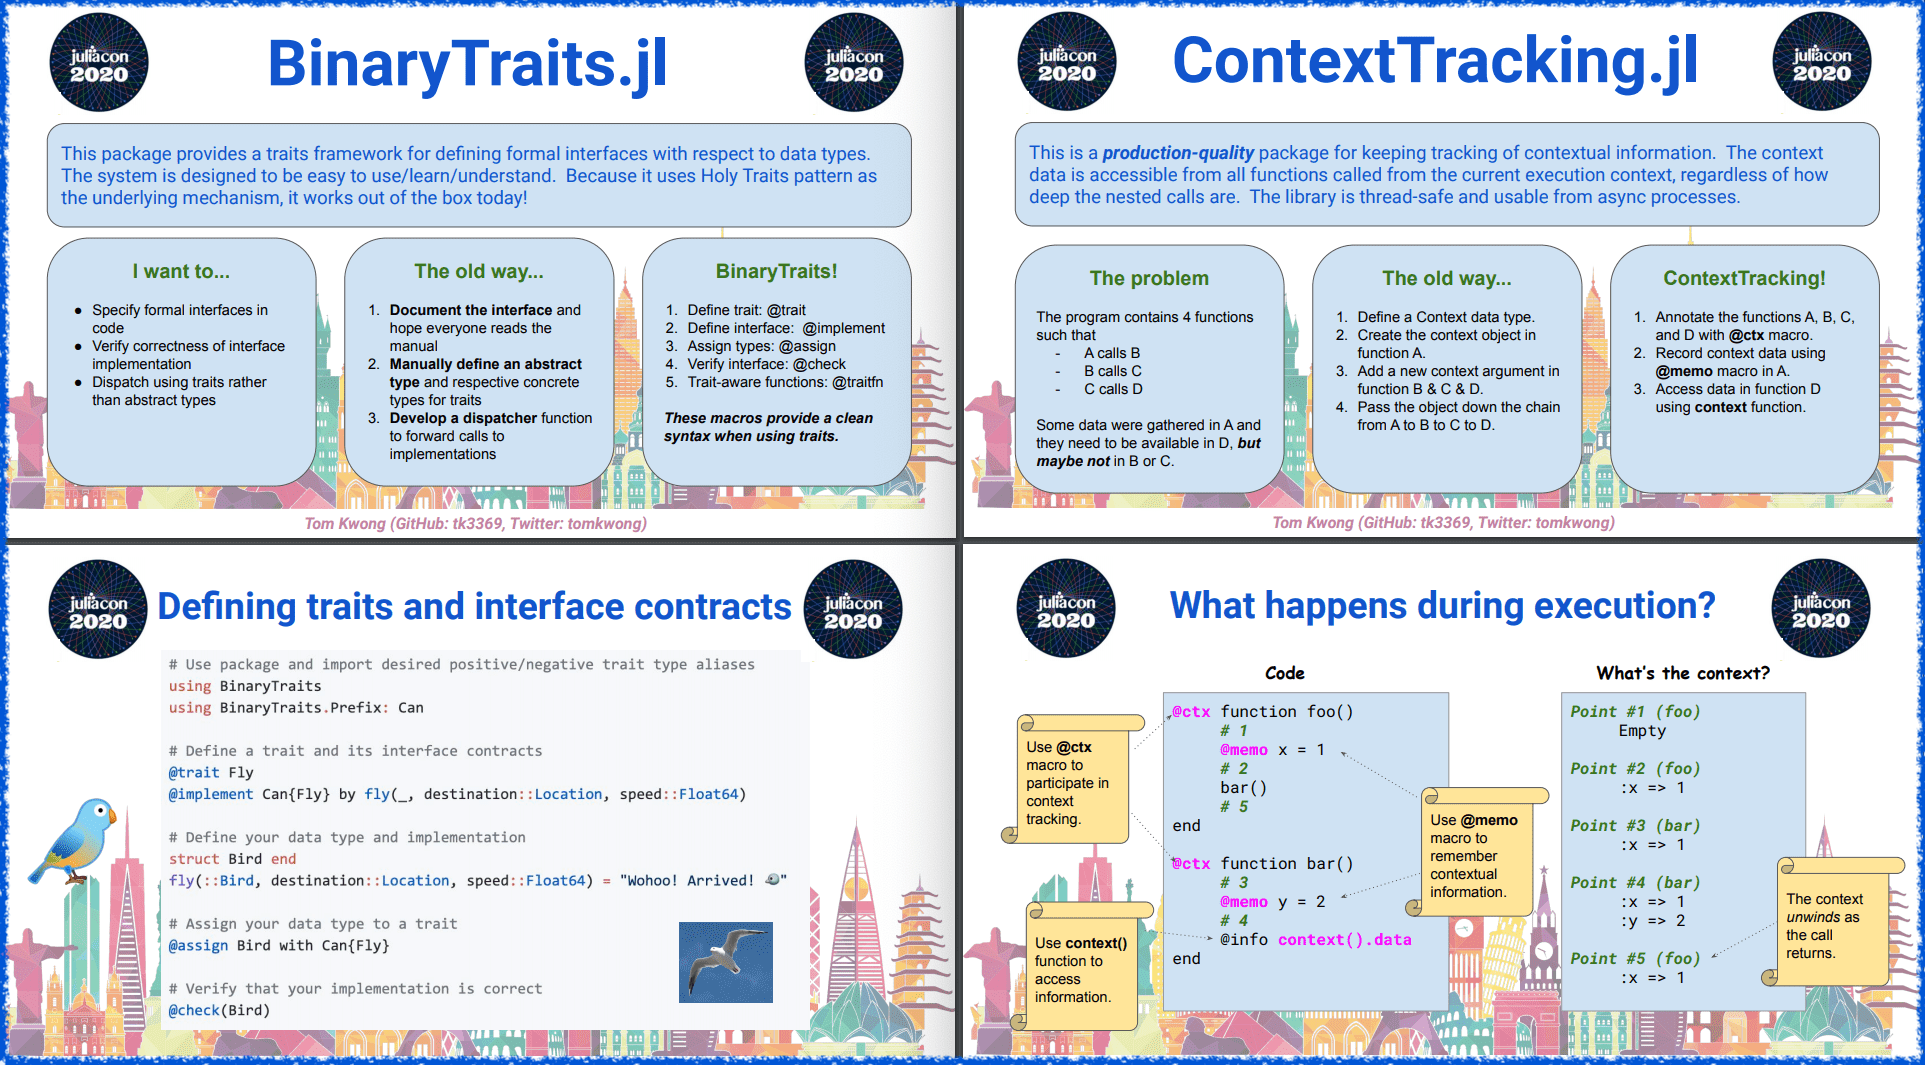 juliacon
2020
BinaryTraits.jl
juliacon
2020
This package provides a traits framework for defining formal interfaces with respect to data types.
The system is designed to be easy to use/learn/understand.  Because it uses Holy Traits pattern as
the underlying mechanism, it works out of the box today!
I want to...
● Specify formal interfaces in
code
● Verify correctness of interface
implementation
● Dispatch using traits rather
than abstract types
The old way...
1. Document the interface and
hope everyone reads the
manual
2. Manually define an abstract
type and respective concrete
types for traits
3. Develop a dispatcher function
to forward calls to
implementations
BinaryTraits!
1. Define trait: @trait
2. Define interface:  @implement
3. Assign types: @assign
4. Verify interface: @check
5. Trait-aware functions: @traitfn
These macros provide a clean
syntax when using traits.
Tom Kwong (GitHub: tk3369, Twitter: tomkwong)
juliacon
2020
ContextTracking.jl
juliacon
2020
This is a production-quality package for keeping tracking of contextual information.  The context
data is accessible from all functions called from the current execution context, regardless of how
deep the nested calls are.  The library is thread-safe and usable from async processes.
The problem
The program contains 4 functions
such that
- A calls B
- B calls C
- C calls D
Some data were gathered in A and
they need to be available in D, but
maybe not in B or C.
The old way...
1. Define a Context data type.
2. Create the context object in
function A.
3. Add a new context argument in
function B & C & D.
4. Pass the object down the chain
from A to B to C to D.
ContextTracking!
1. Annotate the functions A, B, C,
and D with @ctx macro.
2. Record context data using
@memo macro in A.
3. Access data in function D
using context function.
Tom Kwong (GitHub: tk3369, Twitter: tomkwong)
juliacon
2020
Defining traits and interface contracts
juliacon
2020
# Use package and import desired positive/negative trait type aliases
using BinaryTraits
using BinaryTraits.Prefix: Can
# Define a trait and its interface contracts
@trait Fly
@implement Can{Fly} by fly(_, destination::Location, speed::Float64)
# Define your data type and implementation
struct Bird end
fly(::Bird, destination::Location, speed::Float64) = "Wohoo! Arrived! 🐦"
# Assign your data type to a trait
@assign Bird with Can{Fly}
# Verify that your implementation is correct
@check(Bird)
juliacon
2020
What happens during execution?
juliacon
2020
Code
@ctx function foo()
# 1
@memo x = 1
# 2
bar()
# 5
end
@ctx function bar()
# 3
@memo y = 2
# 4
@info context().data
end
Use @ctx
macro to
participate in
context
tracking.
Use context()
function to
access
information.
Use @memo
macro to
remember
contextual
information.
What's the context?
Point #1 (foo)
Empty
Point #2 (foo)
:x => 1
Point #3 (bar)
:x => 1
Point #4 (bar)
:x => 1
:y => 2
Point #5 (foo)
:x => 1
The context
unwinds as
the call
returns.